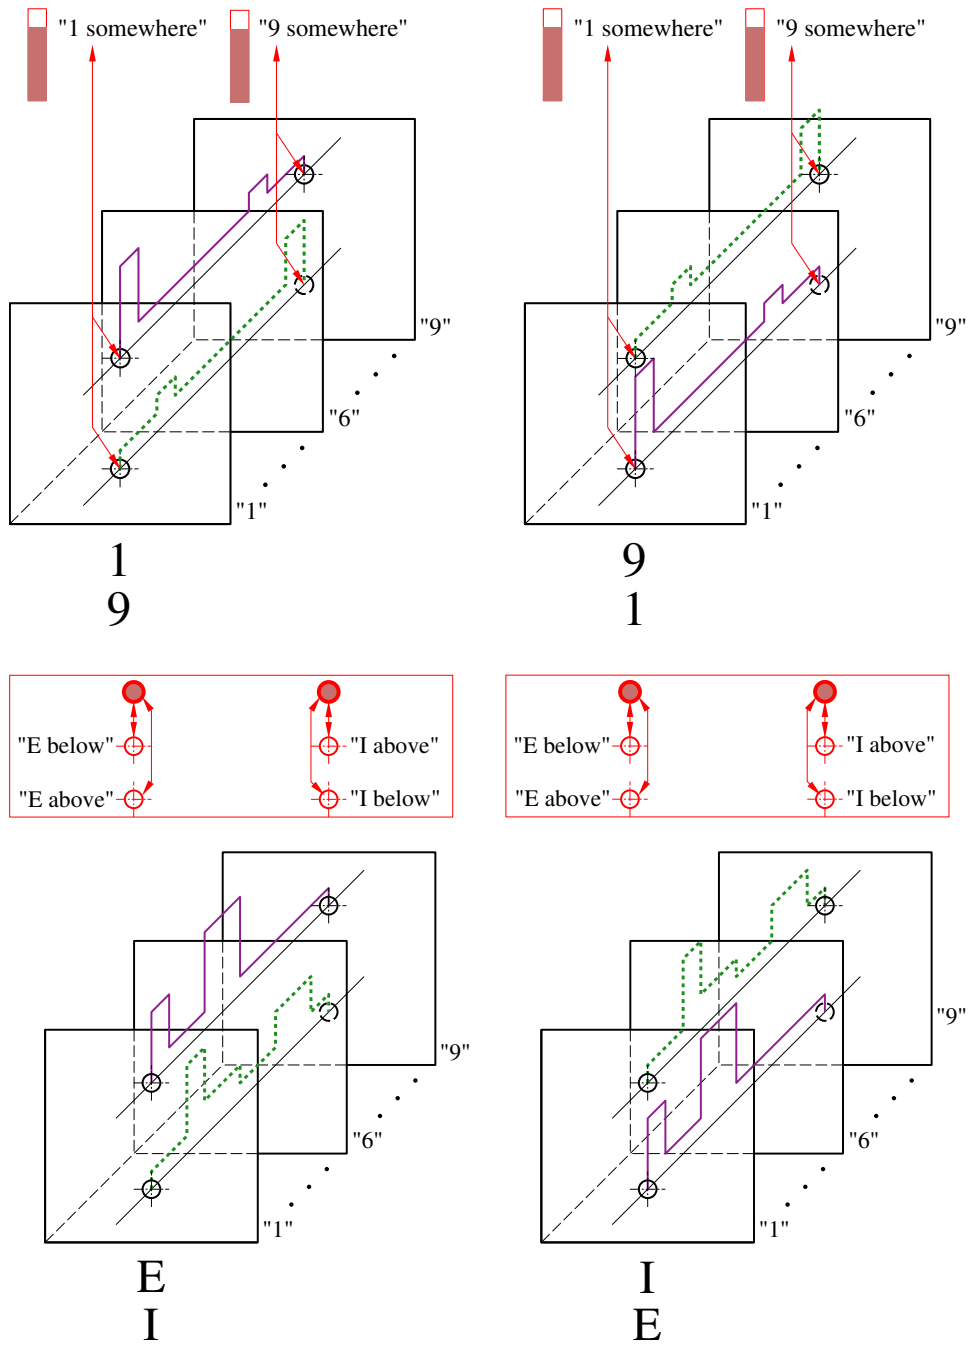 "1 somewhere" "9 somewhere" "1 somewhere" "9 somewhere"
"9" "9"
"6" "6"
"1" "1"
1 9
9 1
"E below" "I above" "E below" "I above"
"E above" "I below" "E above" "I below"
"9" "9"
"6" "6"
"1" "1"
E I
I E